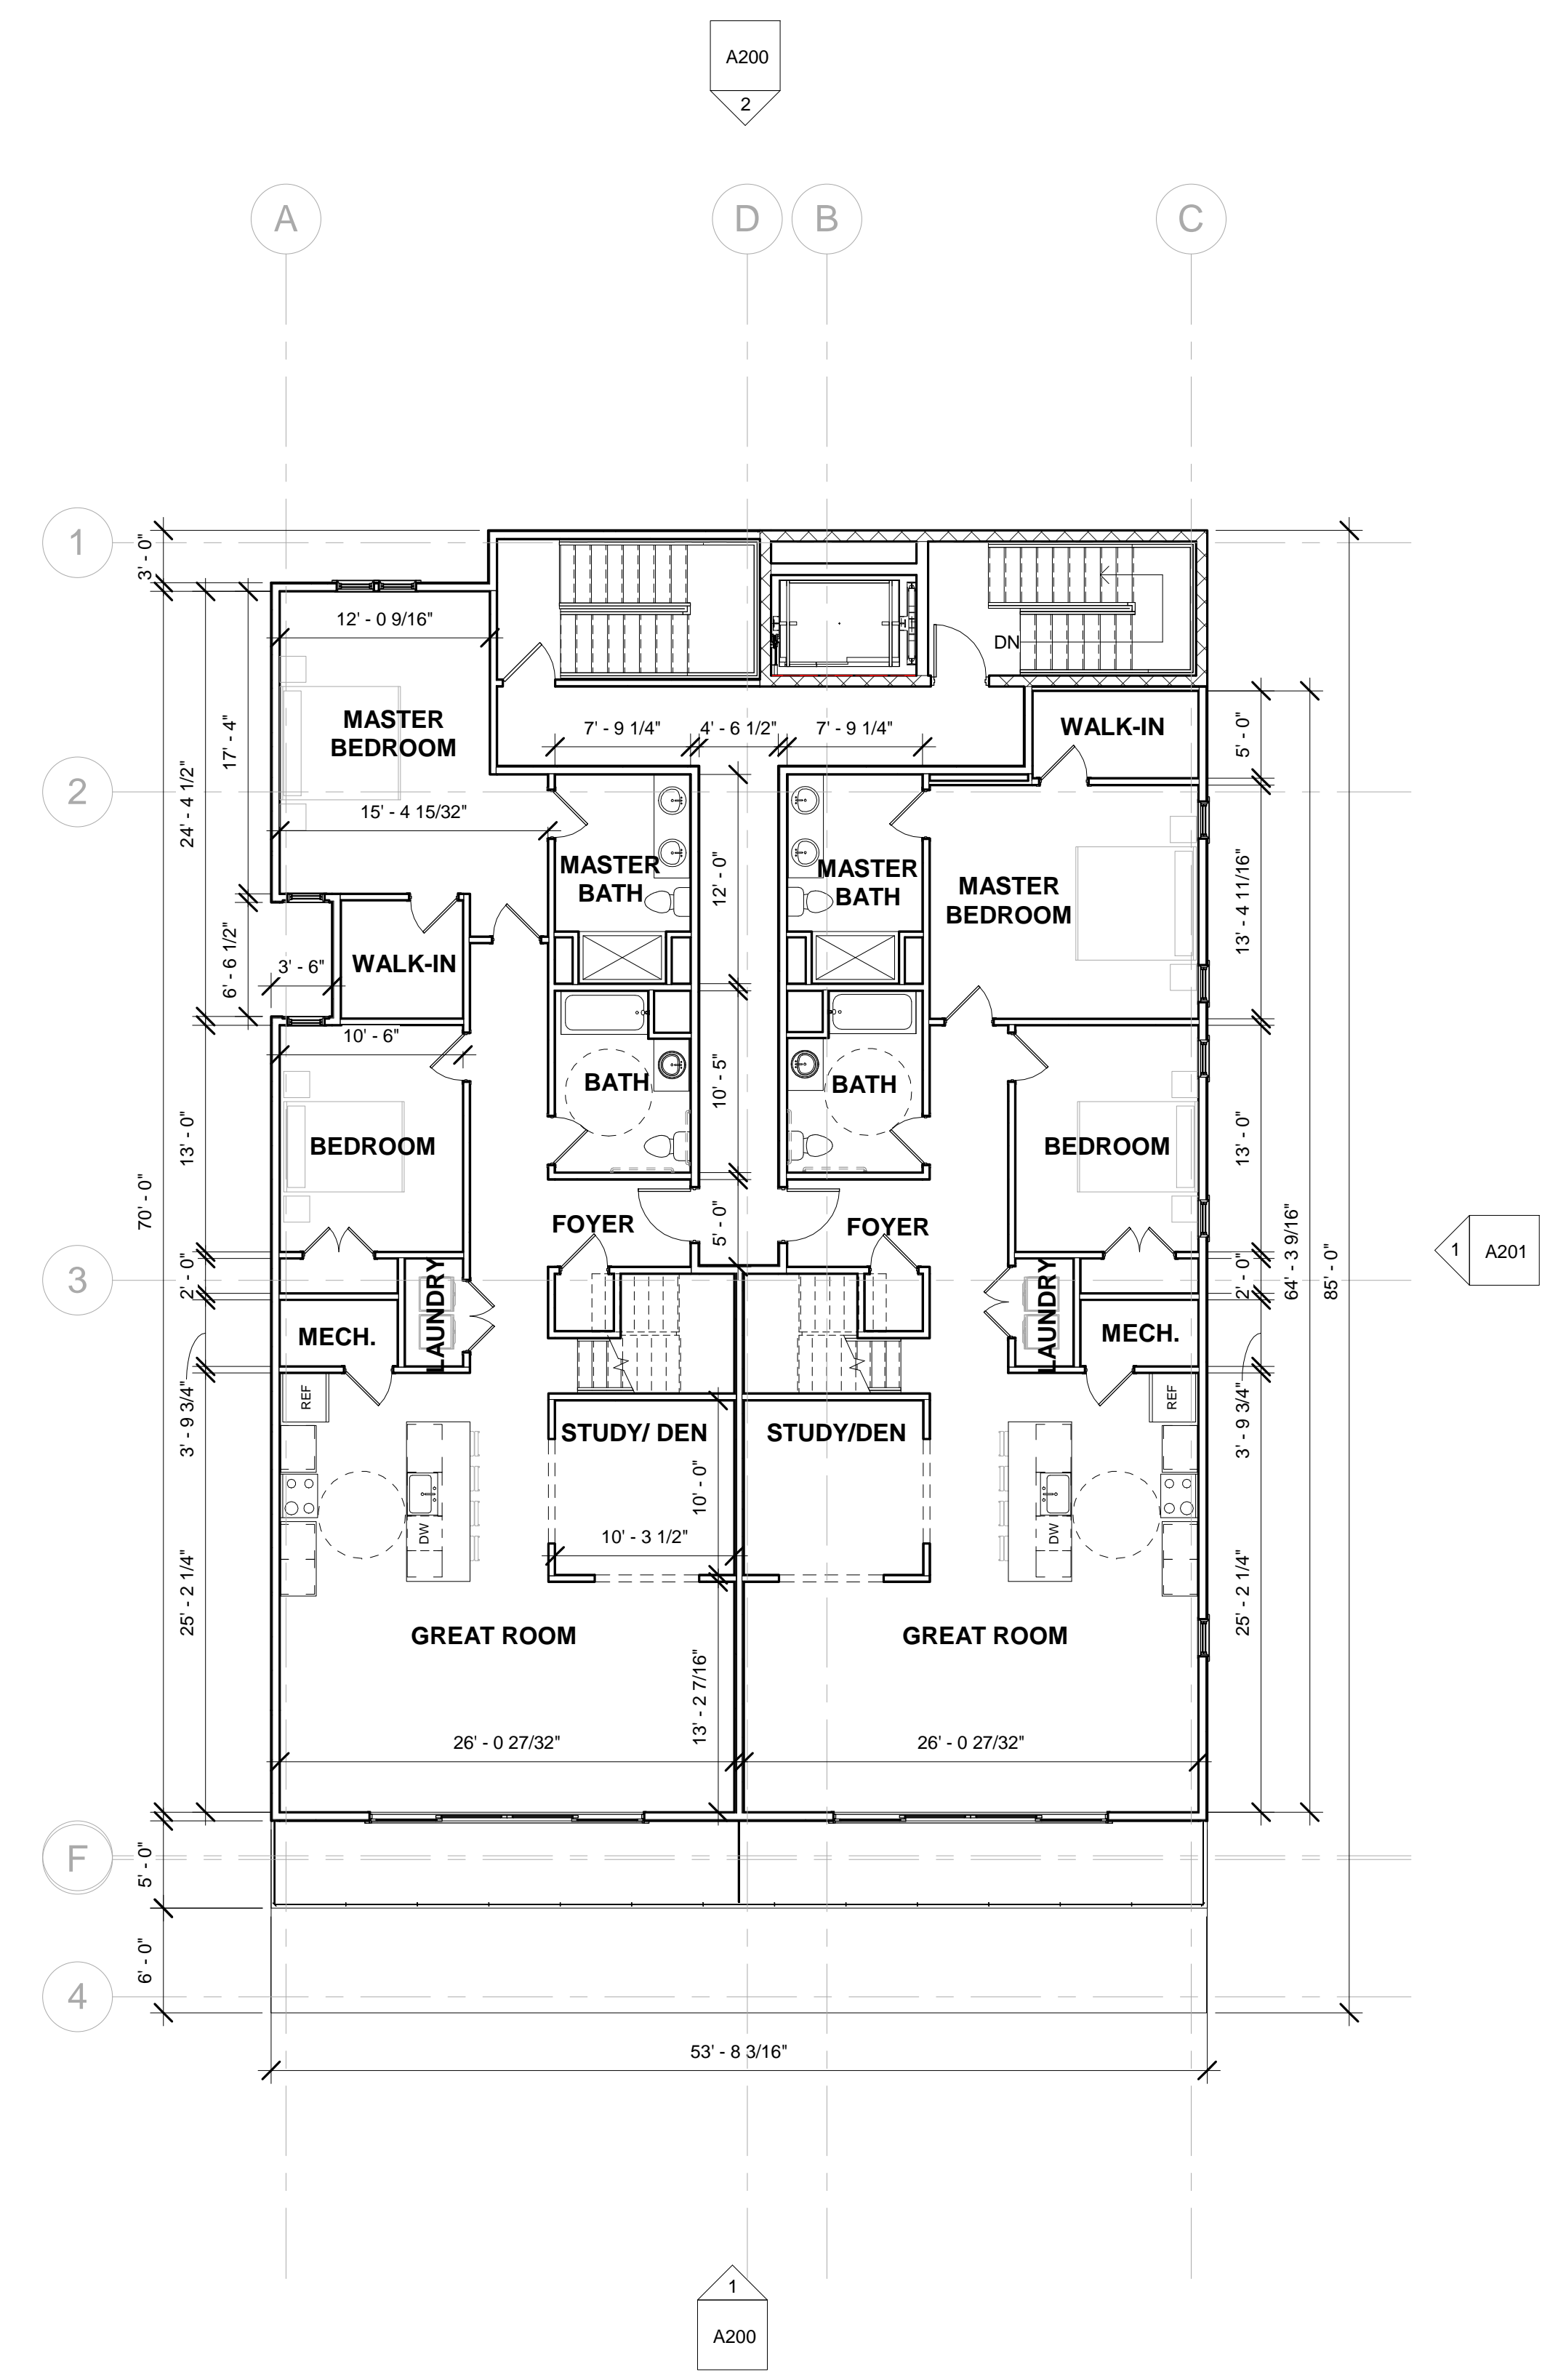 A200
2
A
D
B
C
1
3' - 0"
12' - 0 9/16"
DN
MASTER
BEDROOM
7' - 9 1/4"
4' - 6 1/2"
7' - 9 1/4"
WALK-IN
5' - 0"
17' - 4"
2
24' - 4 1/2"
15' - 4 15/32"
MASTER
BATH
12' - 0"
MASTER
BATH
MASTER
BEDROOM
13' - 4 11/16"
6' - 6 1/2"
3' - 6"
WALK-IN
10' - 6"
BATH
10' - 5"
BATH
13' - 0"
BEDROOM
BEDROOM
13' - 0"
70' - 0"
FOYER
5' - 0"
FOYER
64' - 3 9/16"
85' - 0"
1
A201
3
2' - 0"
LAUNDRY
LAUNDRY
2' - 0"
MECH.
MECH.
3' - 9 3/4"
REF
REF
3' - 9 3/4"
STUDY/ DEN
STUDY/DEN
10' - 0"
DW
DW
10' - 3 1/2"
25' - 2 1/4"
25' - 2 1/4"
GREAT ROOM
GREAT ROOM
13' - 2 7/16"
26' - 0 27/32"
26' - 0 27/32"
F
5' - 0"
6' - 0"
4
53' - 8 3/16"
1
A200